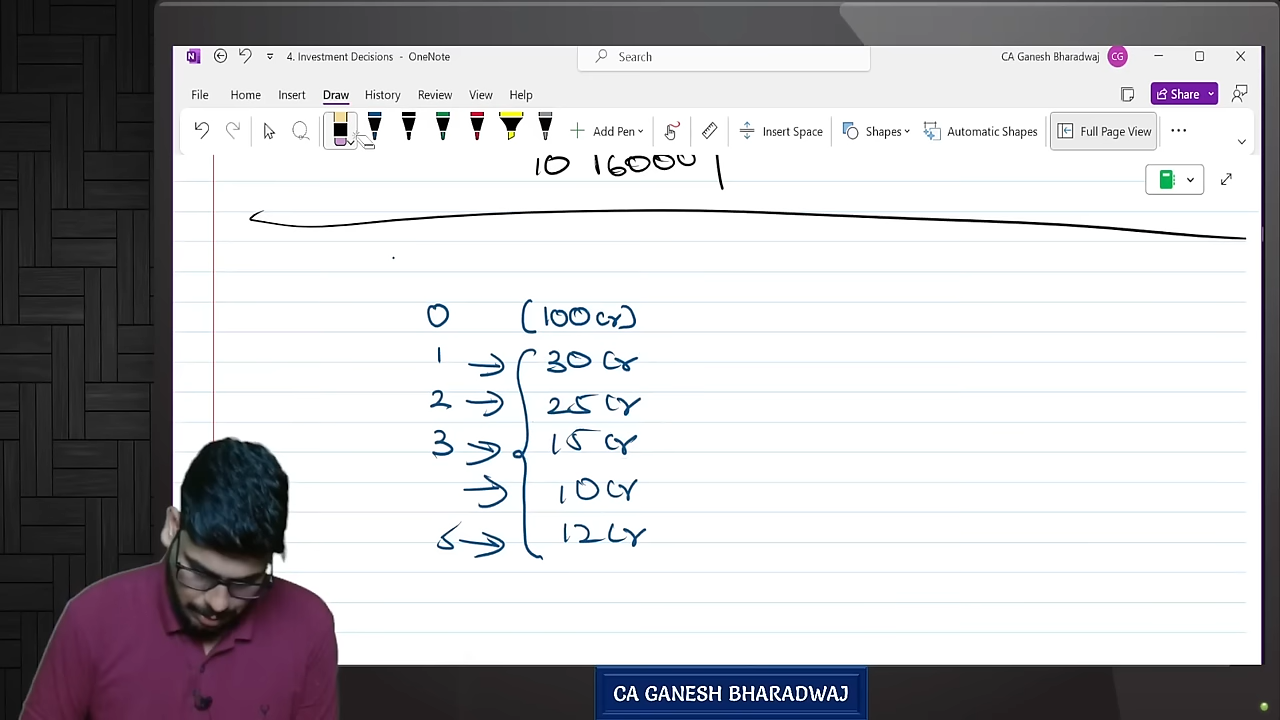 4. Investment Decisions - OneNote
Search
CA Ganesh Bharadwaj
CG
File Home Insert Draw History Review View Help
Share
Add Pen
Insert Space
Shapes
Automatic Shapes
Full Page View
10 16000
0 (100 Cr)
1 → 30 Cr
2 → 25 Cr
3 → 15 Cr
→ 10 Cr
5 → 12 Cr
CA GANESH BHARADWAJ